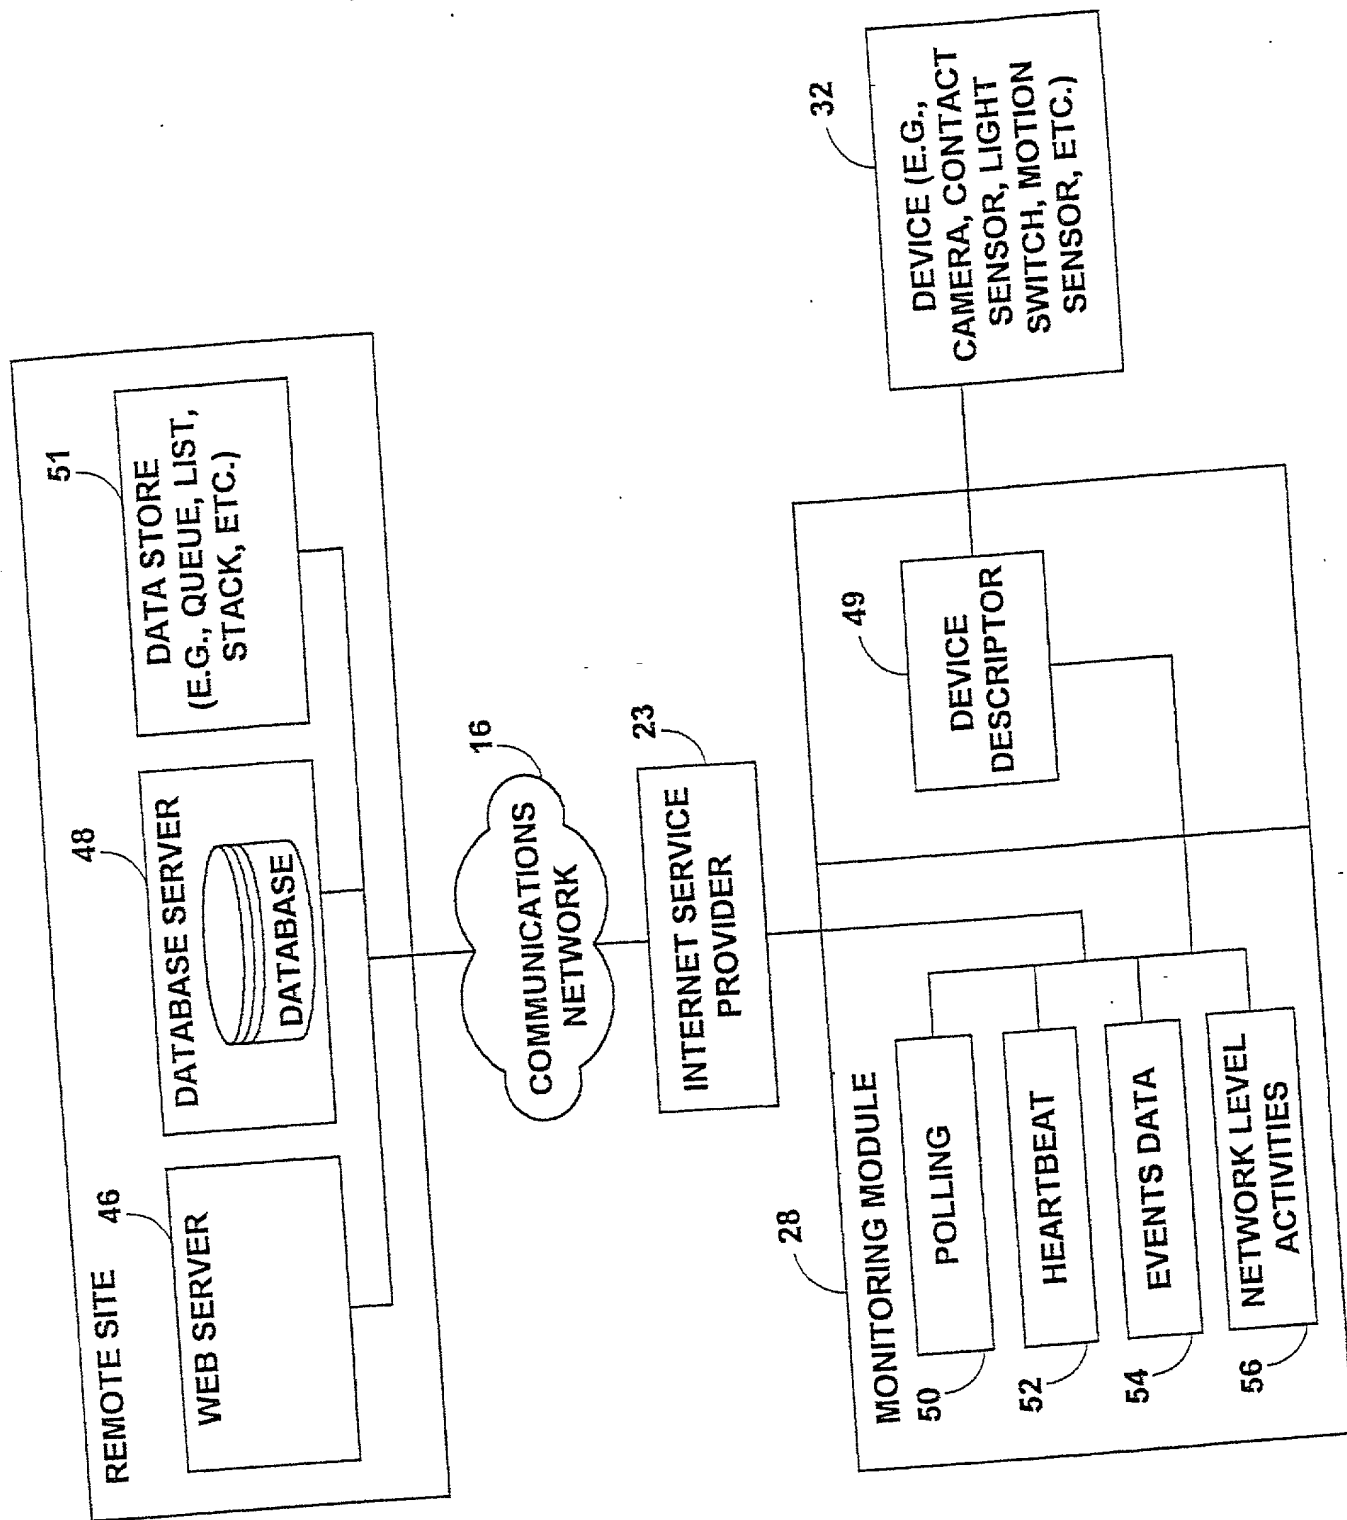 REMOTE SITE
46
WEB SERVER
48
DATABASE SERVER
DATABASE
51
DATA STORE
(E.G., QUEUE, LIST,
STACK, ETC.)
16
COMMUNICATIONS
NETWORK
23
INTERNET SERVICE
PROVIDER
28
MONITORING MODULE
50
POLLING
52
HEARTBEAT
54
EVENTS DATA
56
NETWORK LEVEL
ACTIVITIES
49
DEVICE
DESCRIPTOR
32
DEVICE (E.G.,
CAMERA, CONTACT
SENSOR, LIGHT
SWITCH, MOTION
SENSOR, ETC.)